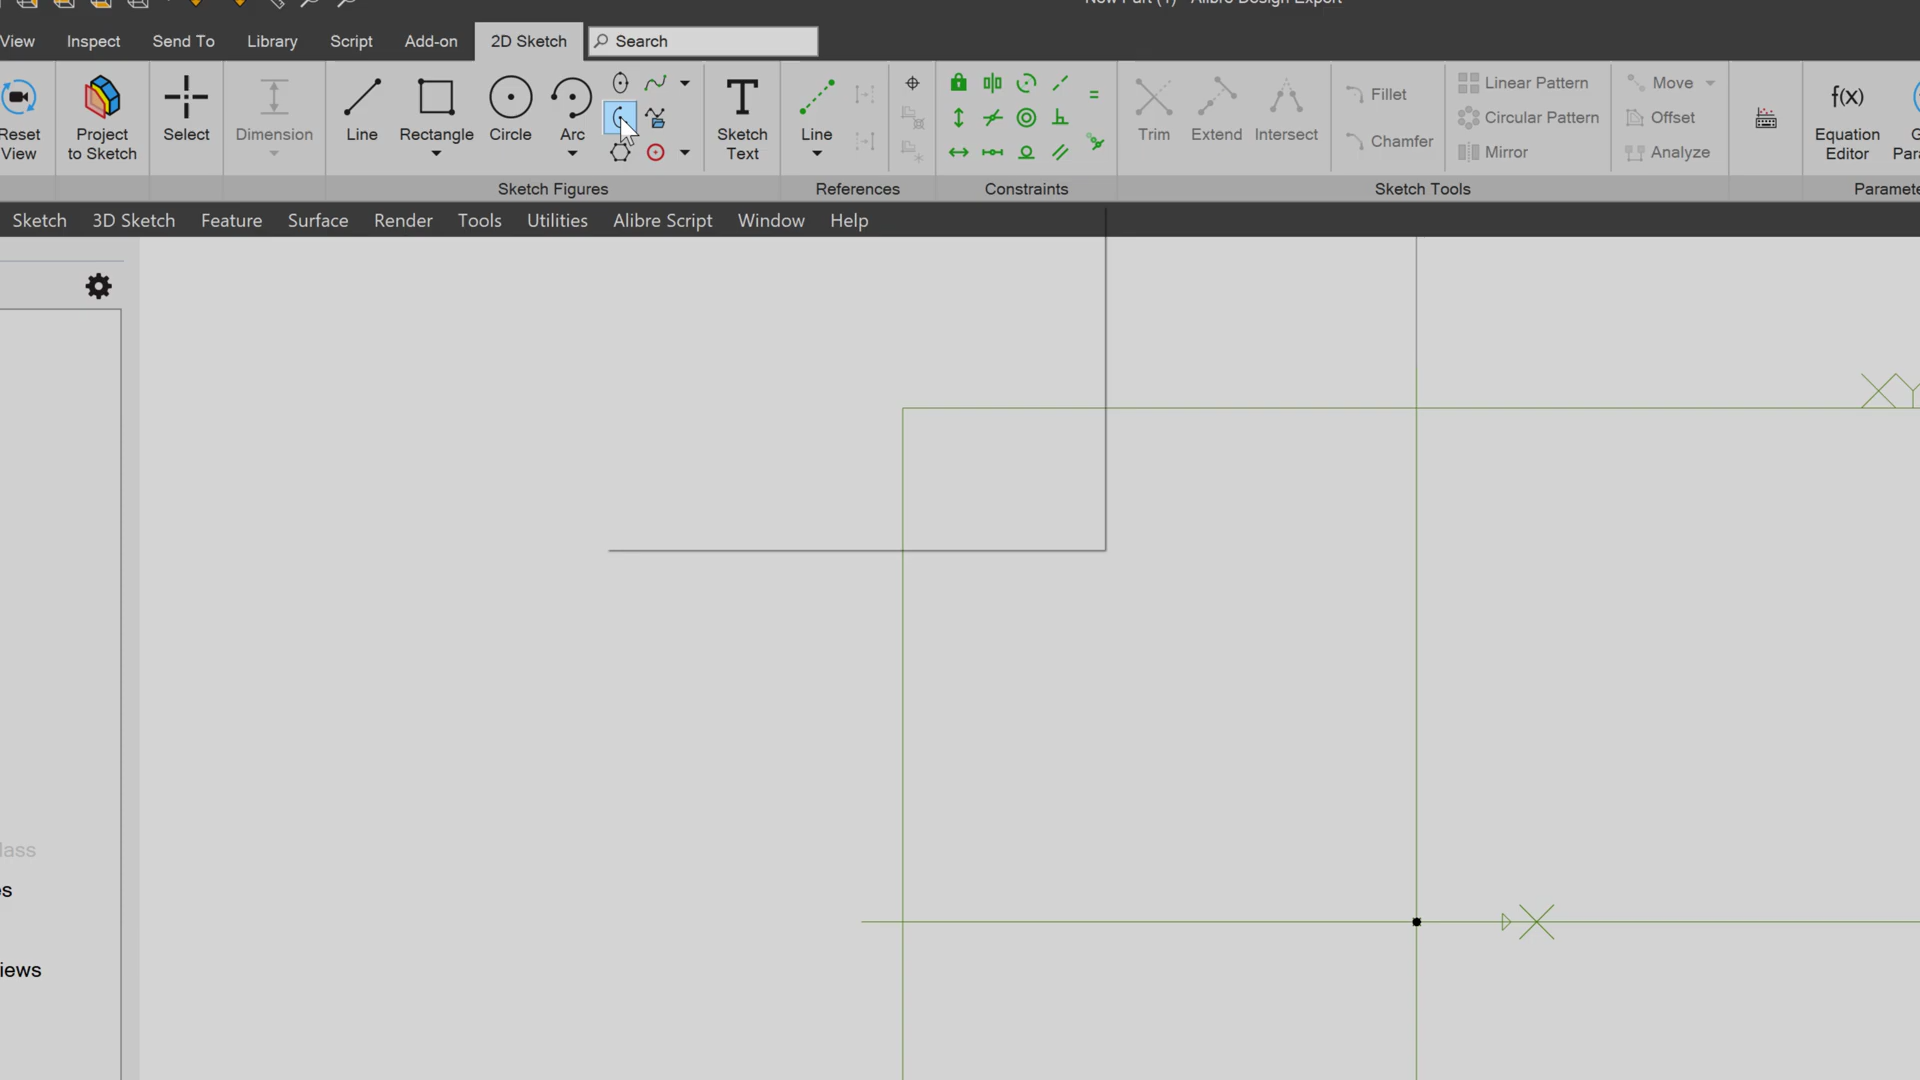 View Inspect Send To Library Script Add-on 2D Sketch Search
Reset View
Project to Sketch
Select
Dimension
Line
Rectangle
Circle
Arc
Sketch Text
Line
Trim
Extend
Intersect
Fillet
Chamfer
Linear Pattern
Circular Pattern
Mirror
Move
Offset
Analyze
f(x)
Equation Editor
Sketch Figures References Constraints Sketch Tools
Sketch 3D Sketch Feature Surface Render Tools Utilities Alibre Script Window Help
X